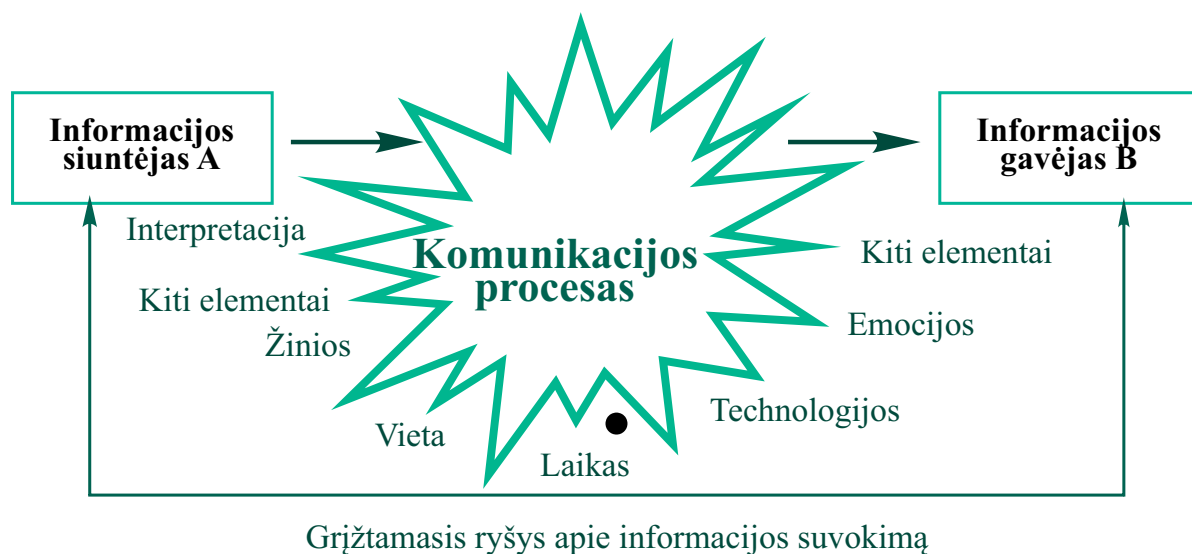 Informacijos
siuntėjas A
Informacijos
gavėjas B
Interpretacija
Kiti elementai
Žinios
Vieta
Laikas
Komunikacijos
procesas
Kiti elementai
Emocijos
Technologijos
Grįžtamasis ryšys apie informacijos suvokimą